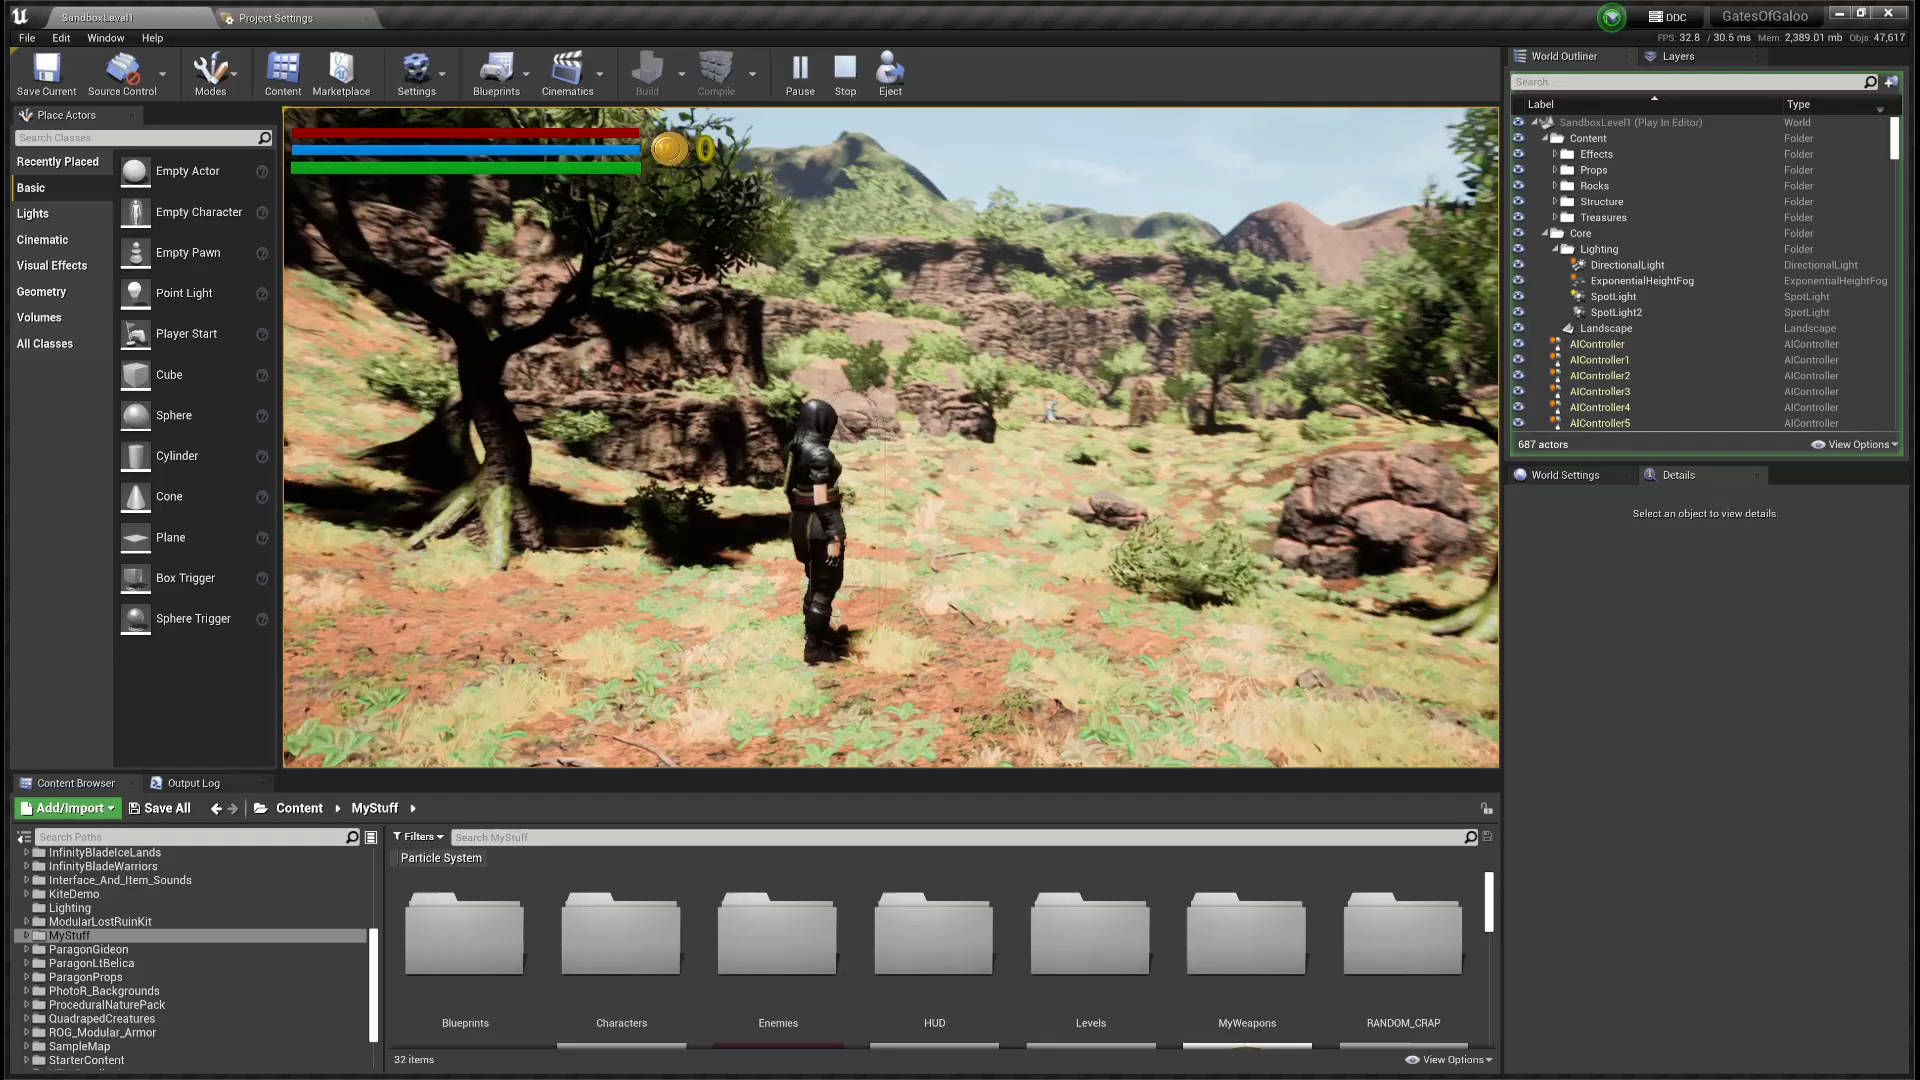 SandboxLevel1
Project Settings
DDC
GatesOfGaloo
File Edit Window Help
FPS: 32.8 / 30.5 ms Mem: 2,389.01 mb Objs: 47,617
Save Current
Source Control
Modes
Content
Marketplace
Settings
Blueprints
Cinematics
Build
Compile
Pause
Stop
Eject
Place Actors
Search Classes
Recently Placed
Basic
Lights
Cinematic
Visual Effects
Geometry
Volumes
All Classes
Empty Actor
Empty Character
Empty Pawn
Point Light
Player Start
Cube
Sphere
Cylinder
Cone
Plane
Box Trigger
Sphere Trigger
0
World Outliner
Layers
Search...
Label Type
SandboxLevel1 (Play In Editor) World
Content Folder
Effects Folder
Props Folder
Rocks Folder
Structure Folder
Treasures Folder
Core Folder
Lighting Folder
DirectionalLight DirectionalLight
ExponentialHeightFog ExponentialHeightFog
SpotLight SpotLight
SpotLight2 SpotLight
Landscape Landscape
AIController AIController
AIController1 AIController
AIController2 AIController
AIController3 AIController
AIController4 AIController
AIController5 AIController
687 actors
View Options
World Settings
Details
Select an object to view details.
Content Browser
Output Log
Add/Import
Save All
Content
MyStuff
Search Paths
InfinityBladeIceLands
InfinityBladeWarriors
Interface_And_Item_Sounds
KiteDemo
Lighting
ModularLostRuinKit
MyStuff
ParagonGideon
ParagonLtBelica
ParagonProps
PhotoR_Backgrounds
ProceduralNaturePack
QuadrapedCreatures
ROG_Modular_Armor
SampleMap
StarterContent
Filters
Search MyStuff
Particle System
Blueprints
Characters
Enemies
HUD
Levels
MyWeapons
RANDOM_CRAP
32 items
View Options